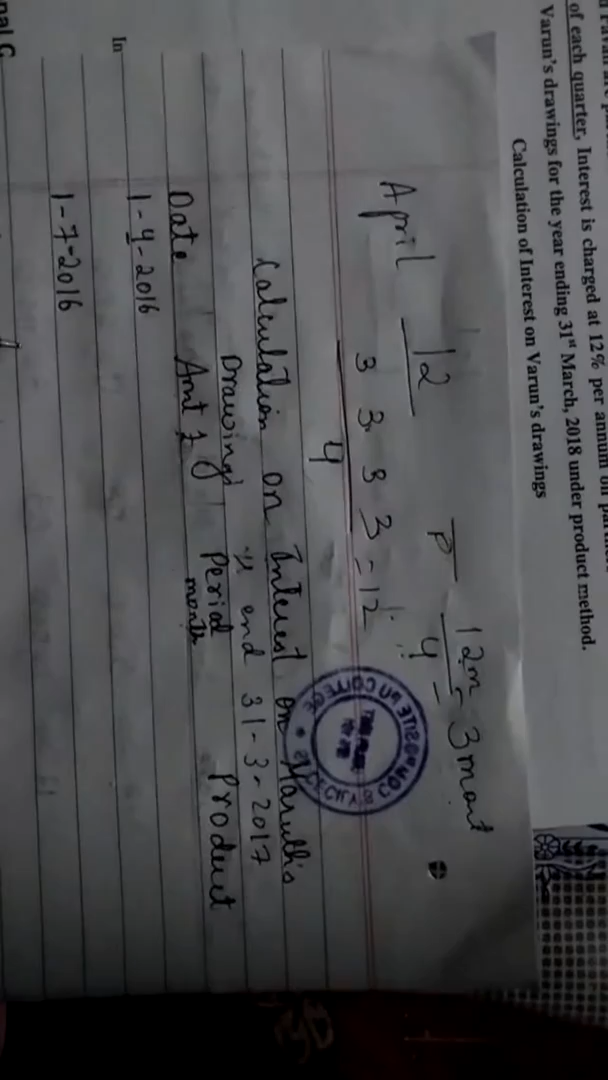 of each quarter. Interest is charged at 12% per annum on
Varun's drawings for the year ending 31st March, 2018 under product method.
Calculation of Interest on Varun's drawings
12m = 3 mont
4
April 12
3 3 3 3 = 12
4
Calculation on Interest on Maruthi's
Drawings end 31-3-2017
Date Amt ₹ Period Product
month
1-4-2016
In
1-7-2016
nal G